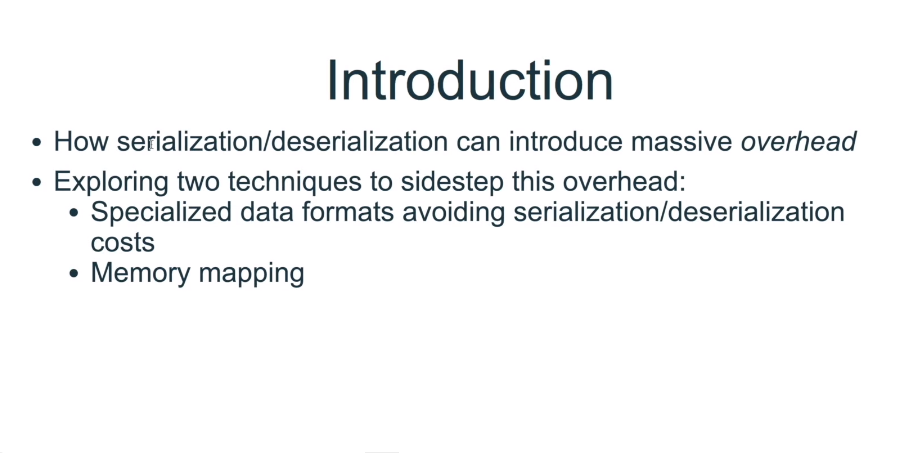 Introduction
• How serialization/deserialization can introduce massive overhead
• Exploring two techniques to sidestep this overhead:
• Specialized data formats avoiding serialization/deserialization
costs
• Memory mapping